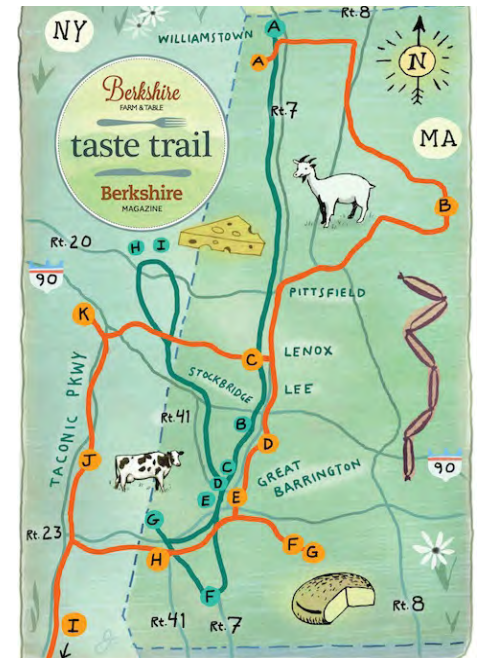 NY
WILLIAMSTOWN
A
A
Rt. 8
N
Berkshire
FARM & TABLE
taste trail
Berkshire
MAGAZINE
Rt. 7
MA
B
Rt. 20
H
I
90
PITTSFIELD
K
C
LENOX
STOCKBRIDGE
LEE
TACONIC PKWY
Rt. 41
B
D
J
C
D
E
E
GREAT
BARRINGTON
90
G
Rt. 23
H
F
G
F
I
Rt. 41
Rt. 7
Rt. 8